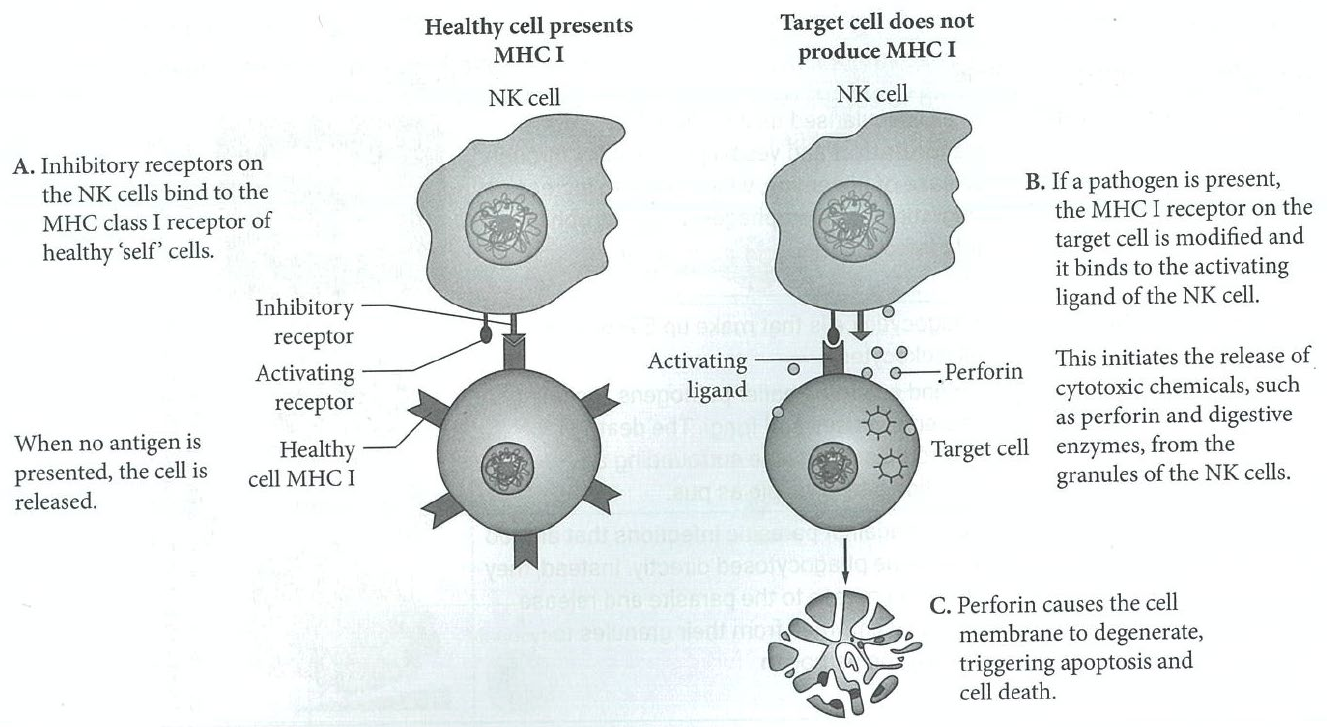 Healthy cell presents
MHC I
Target cell does not
produce MHC I
NK cell
NK cell
A. Inhibitory receptors on
the NK cells bind to the
MHC class I receptor of
healthy ‘self’ cells.
B. If a pathogen is present,
the MHC I receptor on the
target cell is modified and
it binds to the activating
ligand of the NK cell.
Inhibitory
receptor
Activating
receptor
Healthy
cell MHC I
When no antigen is
presented, the cell is
released.
Activating
ligand
Perforin
Target cell
This initiates the release of
cytotoxic chemicals, such
as perforin and digestive
enzymes, from the
granules of the NK cells.
C. Perforin causes the cell
membrane to degenerate,
triggering apoptosis and
cell death.